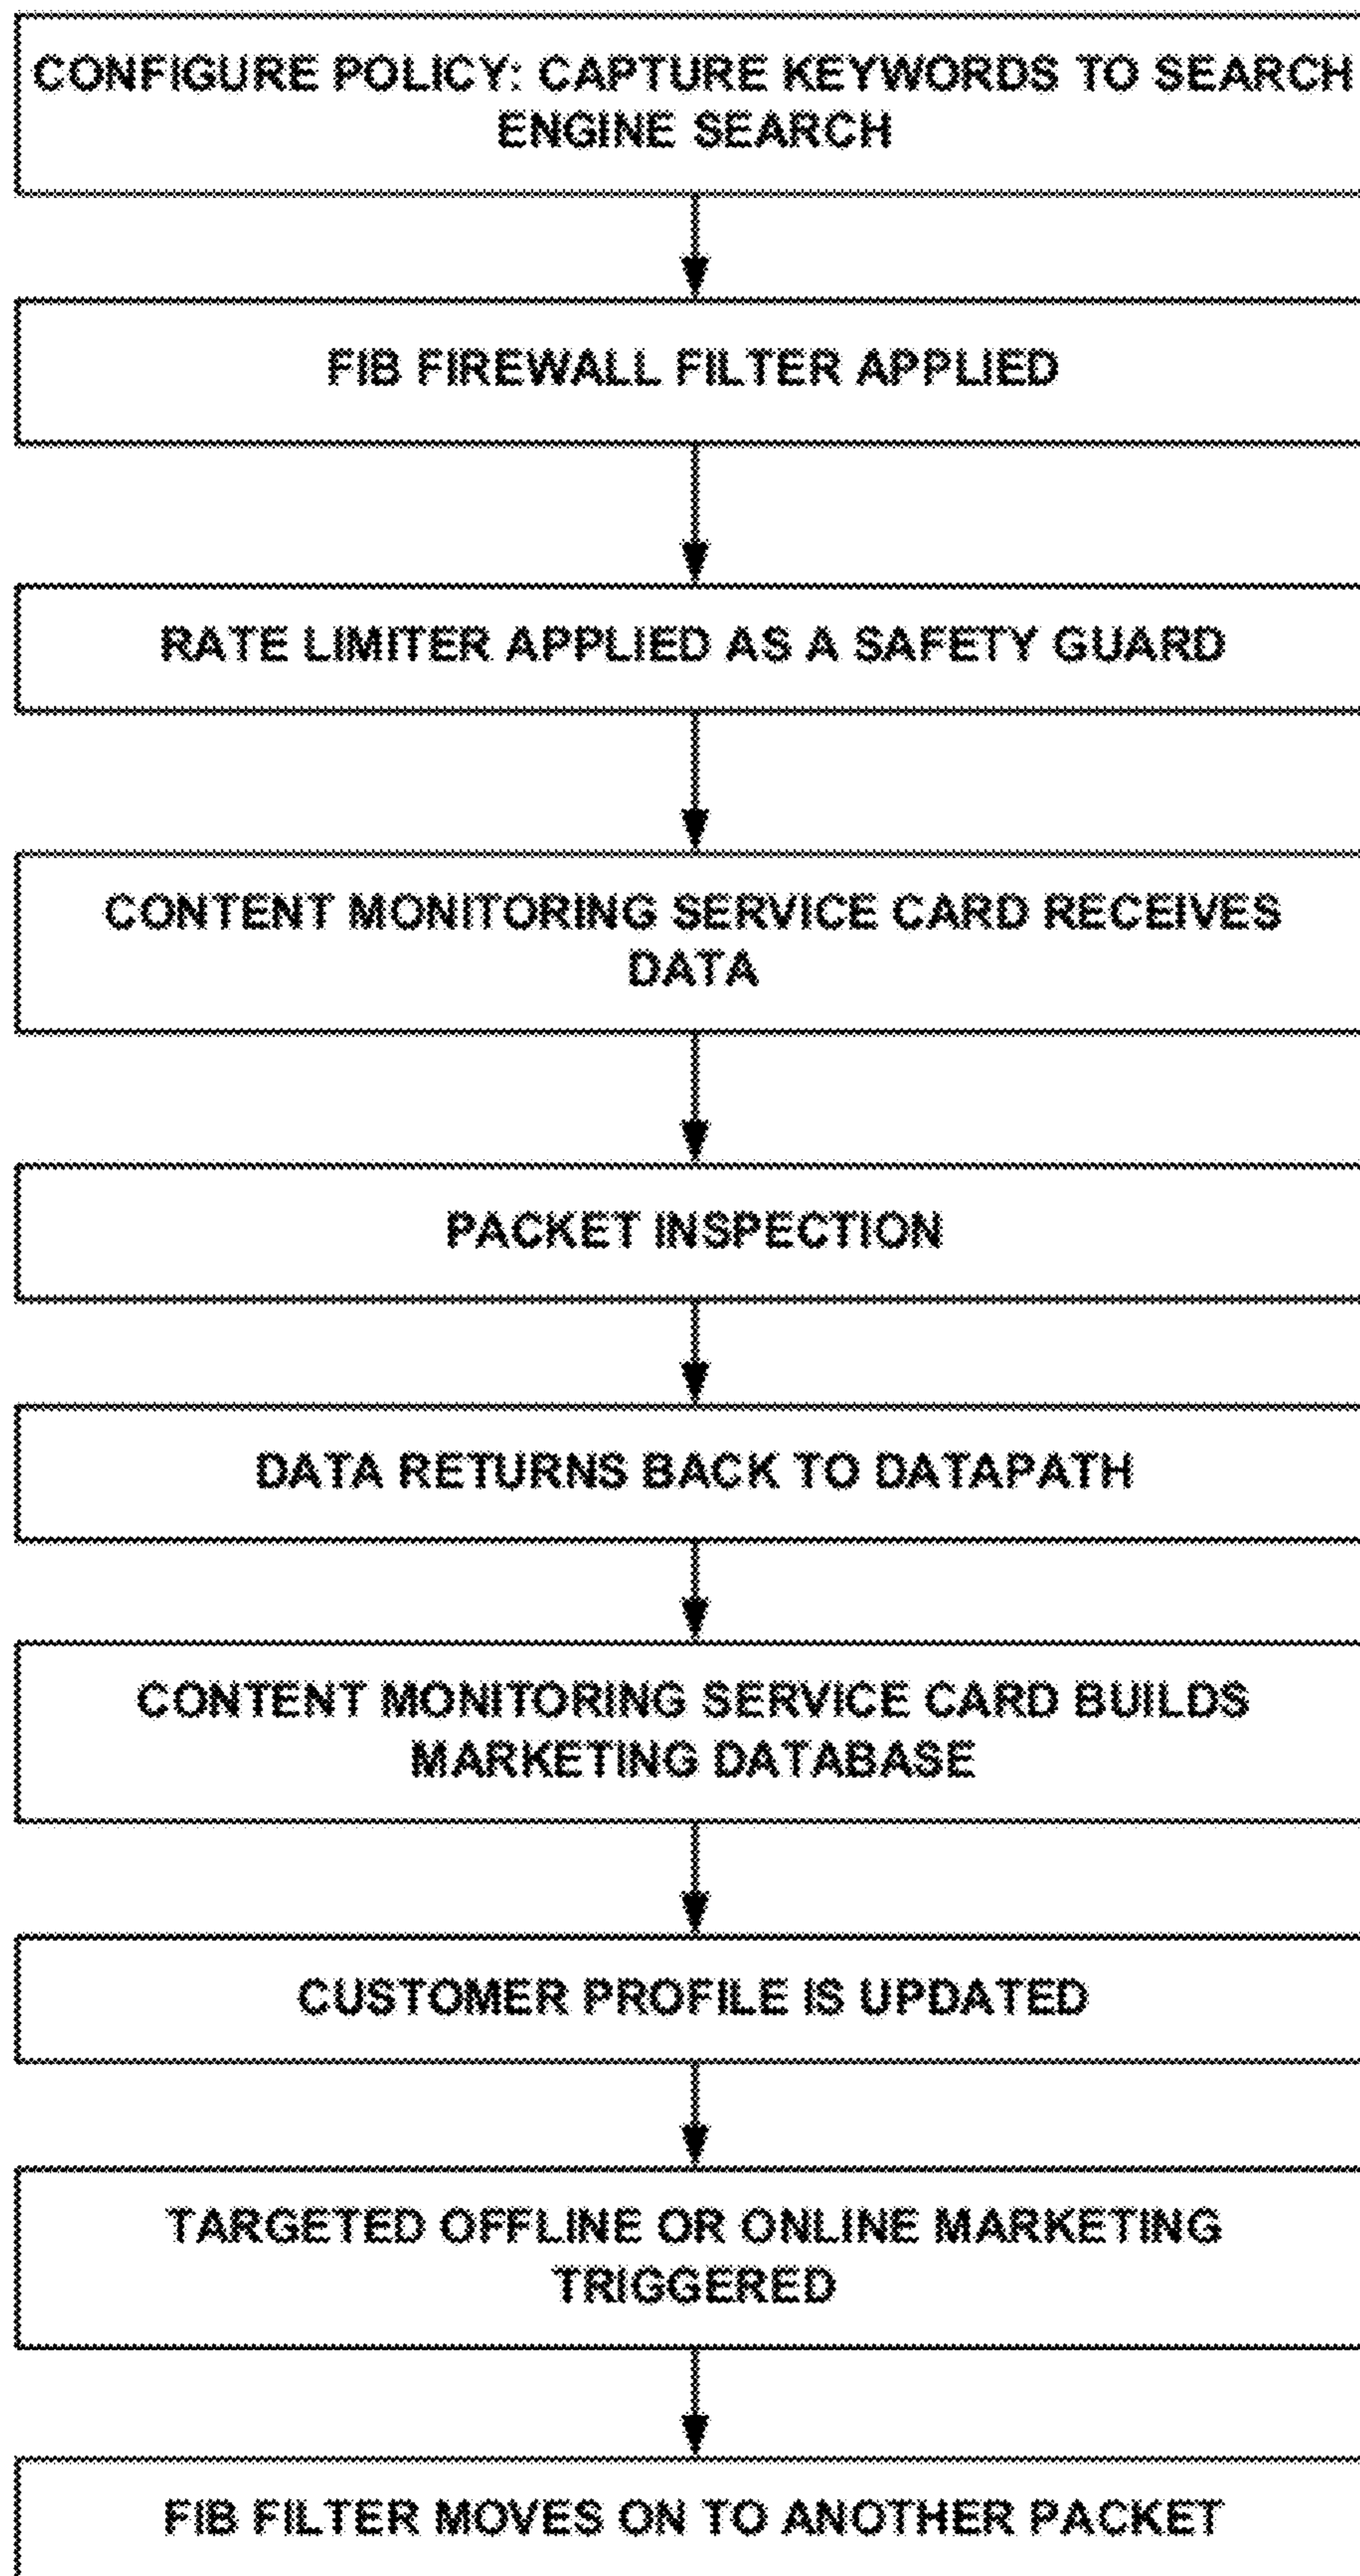 CONFIGURE POLICY: CAPTURE KEYWORDS TO SEARCH
ENGINE SEARCH
FIB FIREWALL FILTER APPLIED
RATE LIMITER APPLIED AS A SAFETY GUARD
CONTENT MONITORING SERVICE CARD RECEIVES
DATA
PACKET INSPECTION
DATA RETURNS BACK TO DATAPATH
CONTENT MONITORING SERVICE CARD BUILDS
MARKETING DATABASE
CUSTOMER PROFILE IS UPDATED
TARGETED OFFLINE OR ONLINE MARKETING
TRIGGERED
FIB FILTER MOVES ON TO ANOTHER PACKET